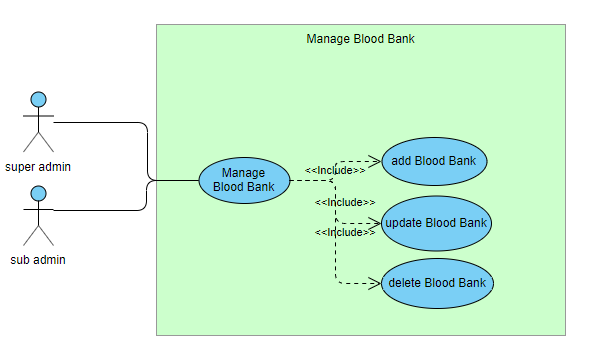 Manage Blood Bank
super admin
sub admin
Manage
Blood Bank
<<Include>>
add Blood Bank
<<Include>>
update Blood Bank
<<Include>>
delete Blood Bank